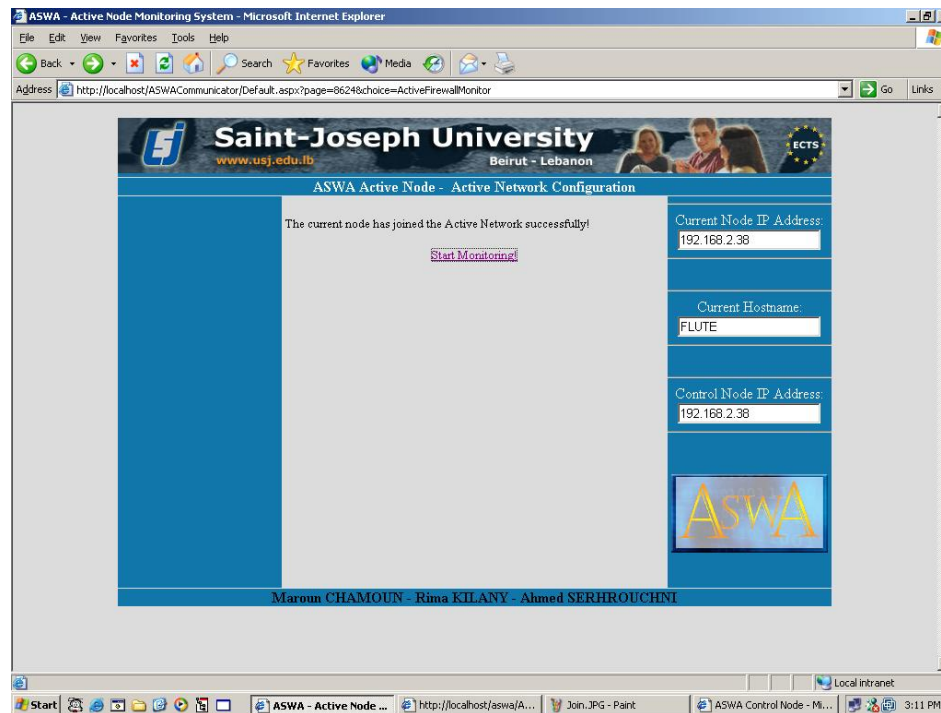 ASWA - Active Node Monitoring System - Microsoft Internet Explorer
File Edit View Favorites Tools Help
Back Search Favorites Media
Address http://localhost/ASWACommunicator/Default.aspx?page=8624&choice=ActiveFirewallMonitor Go Links
Saint-Joseph University
www.usj.edu.lb Beirut - Lebanon
ECTS
ASWA Active Node - Active Network Configuration
The current node has joined the Active Network successfully!
Start Monitoring!
Current Node IP Address:
192.168.2.38
Current Hostname:
FLUTE
Control Node IP Address:
192.168.2.38
ASWA
Maroun CHAMOUN - Rima KILANY - Ahmed SERHROUCHNI
Local intranet
Start ASWA - Active Node ... http://localhost/aswa/A... Join.JPG - Paint ASWA Control Node - Mi... 3:11 PM